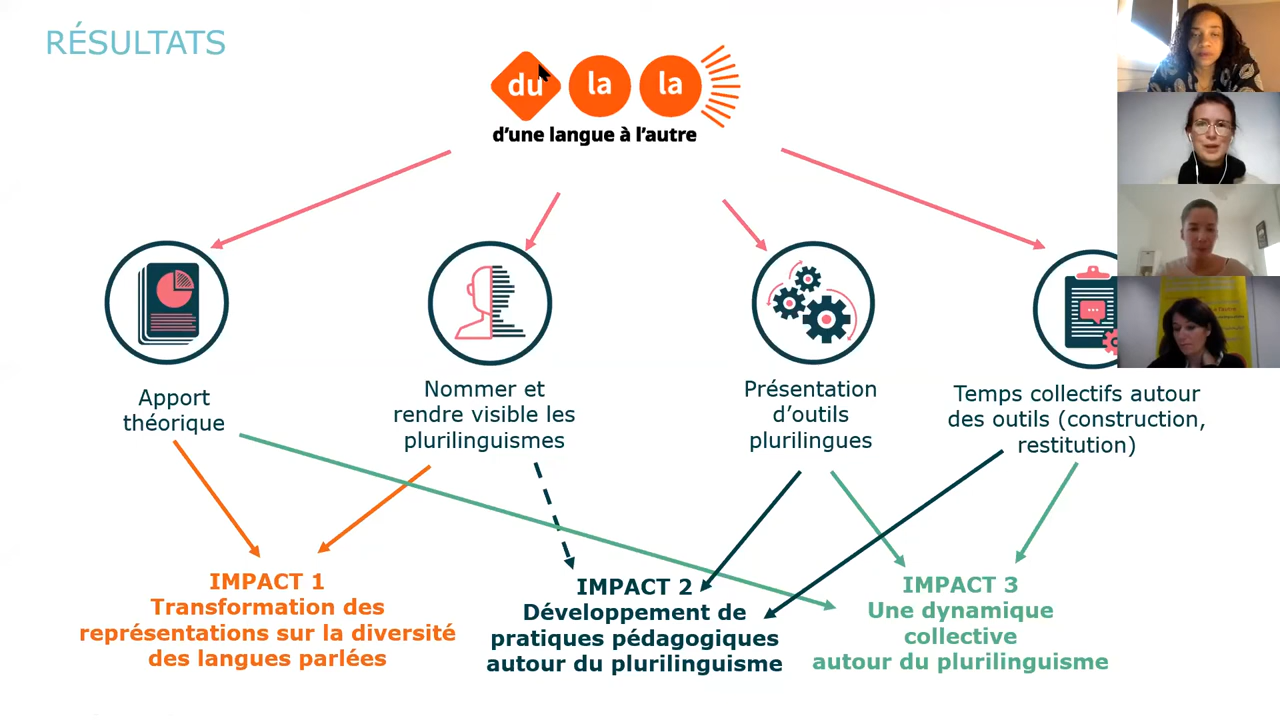 RÉSULTATS
du la la
d’une langue à l’autre
Apport
théorique
Nommer et
rendre visible les
plurilinguismes
Présentation
d’outils
plurilingues
Temps collectifs autour
des outils (construction,
restitution)
IMPACT 1
Transformation des
représentations sur la diversité
des langues parlées
IMPACT 2
Développement de
pratiques pédagogiques
autour du plurilinguisme
IMPACT 3
Une dynamique
collective
autour du plurilinguisme